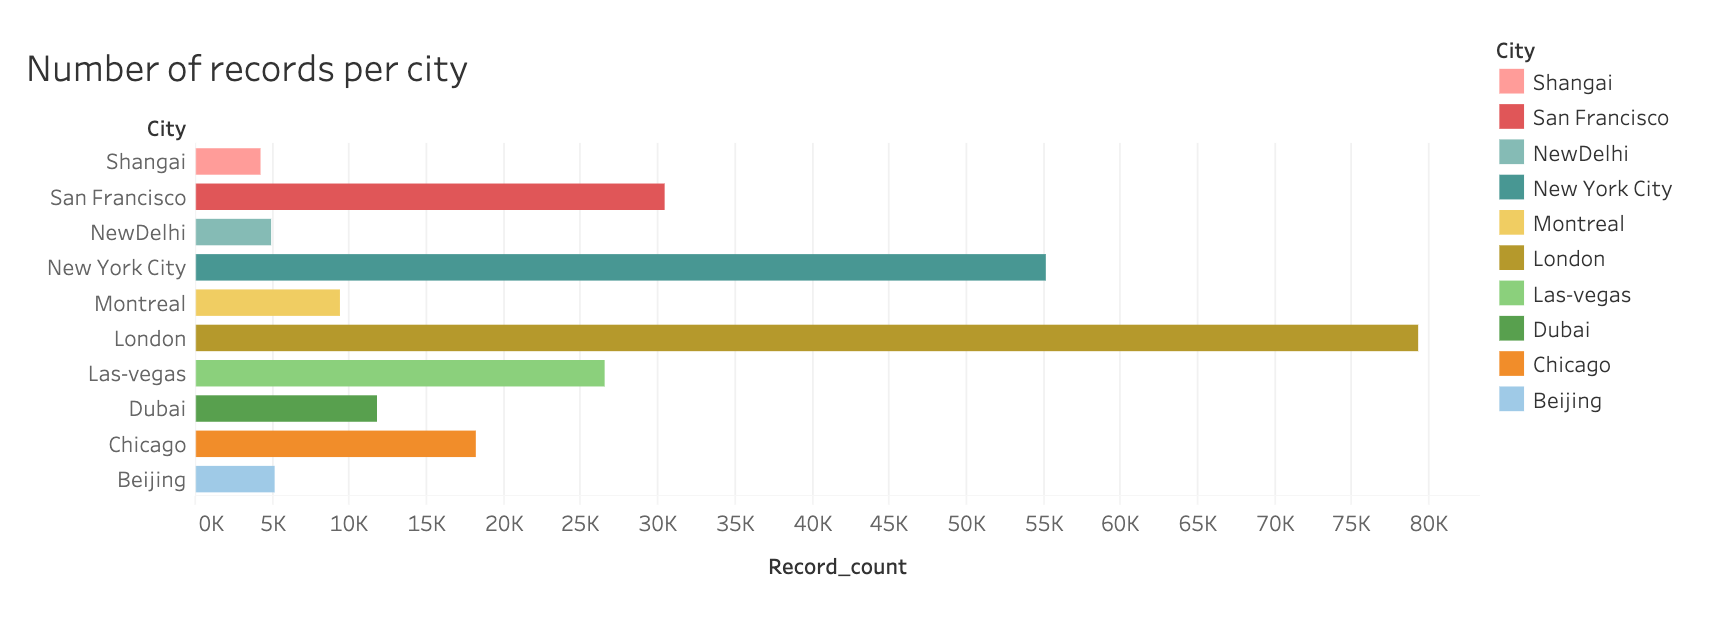 Number of records per city
City
Shangai
San Francisco
NewDelhi
New York City
Montreal
London
Las-vegas
Dubai
Chicago
Beijing
0K 5K 10K 15K 20K 25K 30K 35K 40K 45K 50K 55K 60K 65K 70K 75K 80K
Record_count
City
Shangai
San Francisco
NewDelhi
New York City
Montreal
London
Las-vegas
Dubai
Chicago
Beijing